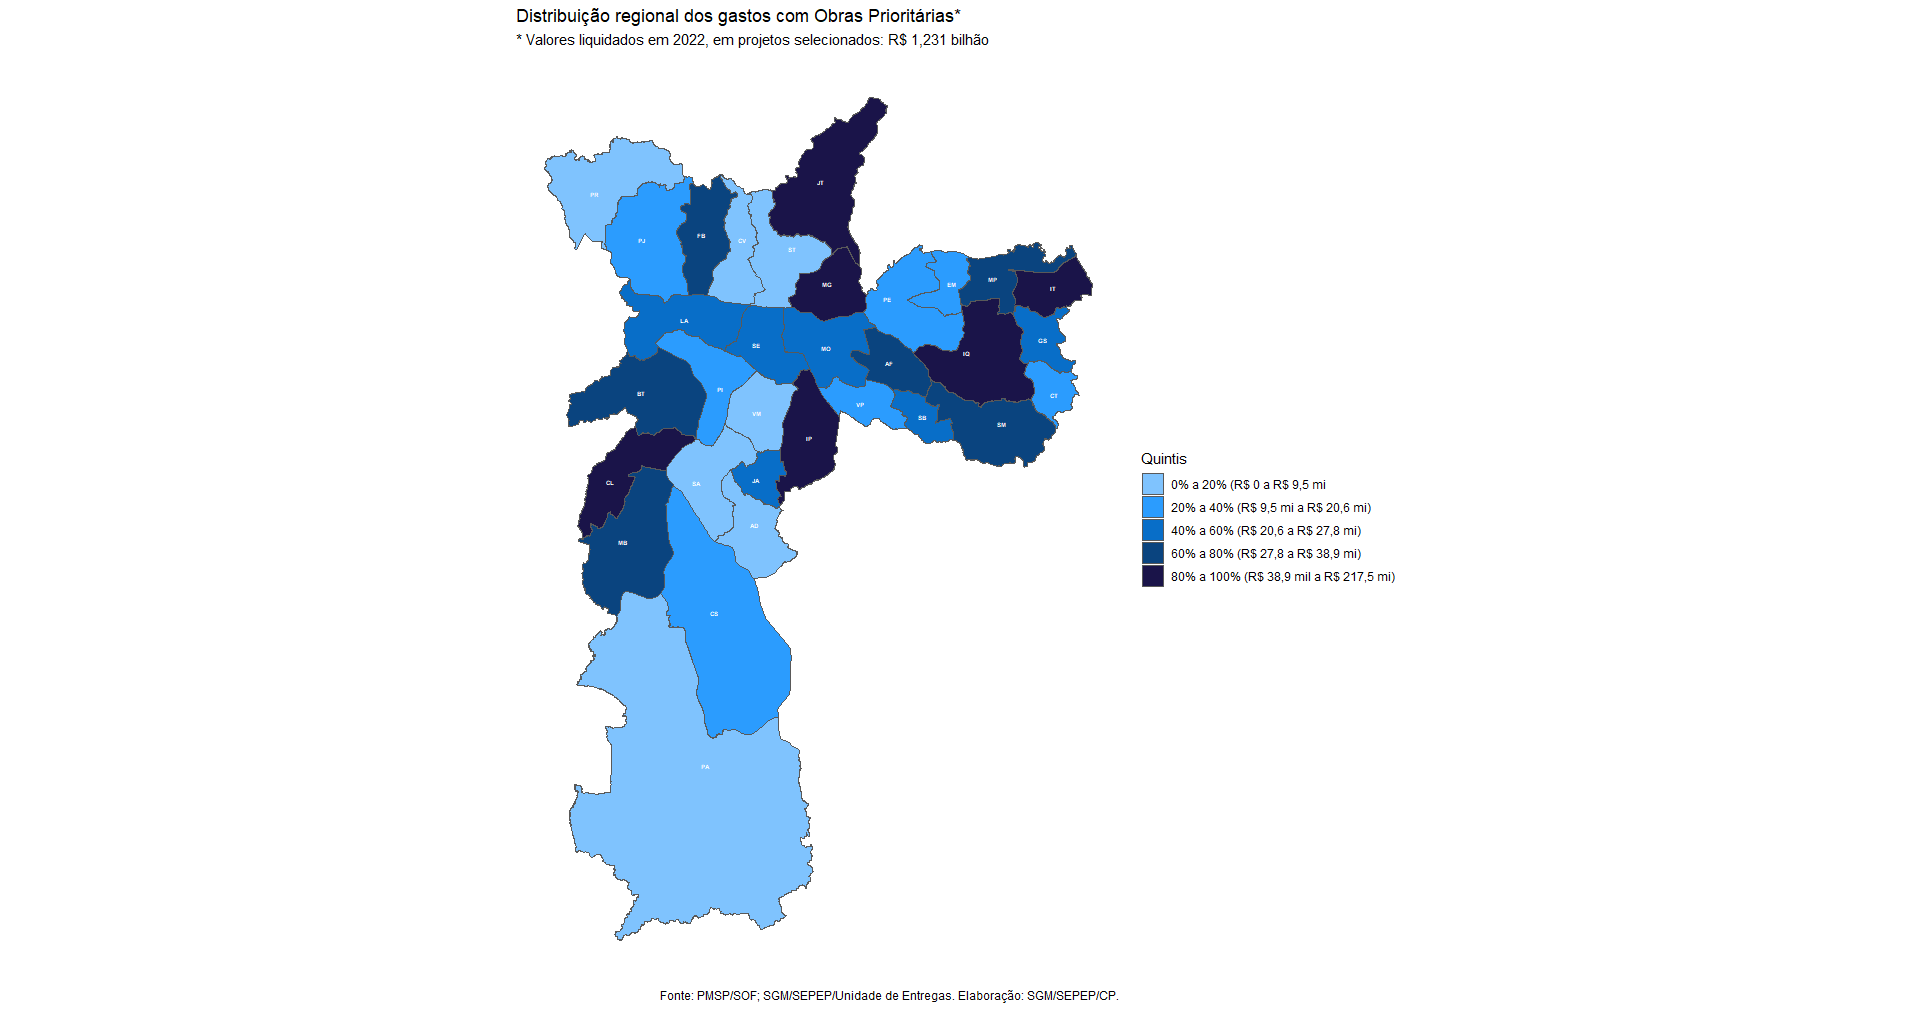 Distribuição regional dos gastos com Obras Prioritárias*
* Valores liquidados em 2022, em projetos selecionados: R$ 1,231 bilhão
JT
PR
PJ
FB
CV
ST
MG
PE
EM
MP
IT
LA
SE
MO
AF
IQ
GS
BT
PI
VM
IP
VP
SB
SM
CT
CL
SA
JA
AD
MB
CS
PA
Quintis
0% a 20% (R$ 0 a R$ 9,5 mi
20% a 40% (R$ 9,5 mi a R$ 20,6 mi)
40% a 60% (R$ 20,6 a R$ 27,8 mi)
60% a 80% (R$ 27,8 a R$ 38,9 mi)
80% a 100% (R$ 38,9 mil a R$ 217,5 mi)
Fonte: PMSP/SOF; SGM/SEPEP/Unidade de Entregas. Elaboração: SGM/SEPEP/CP.